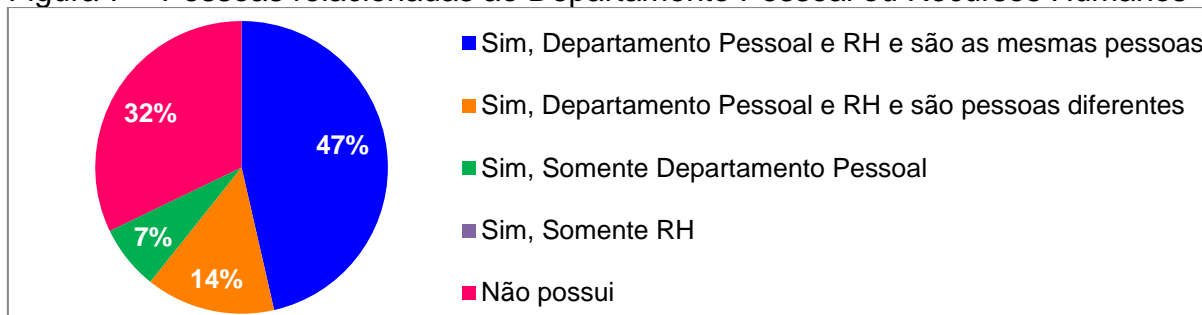 Pessoas relacionadas ao Departamento Pessoal ou Recursos Humanos
Sim, Departamento Pessoal e RH e são as mesmas pessoas
Sim, Departamento Pessoal e RH e são pessoas diferentes
Sim, Somente Departamento Pessoal
Sim, Somente RH
Não possui
47%
14%
7%
32%